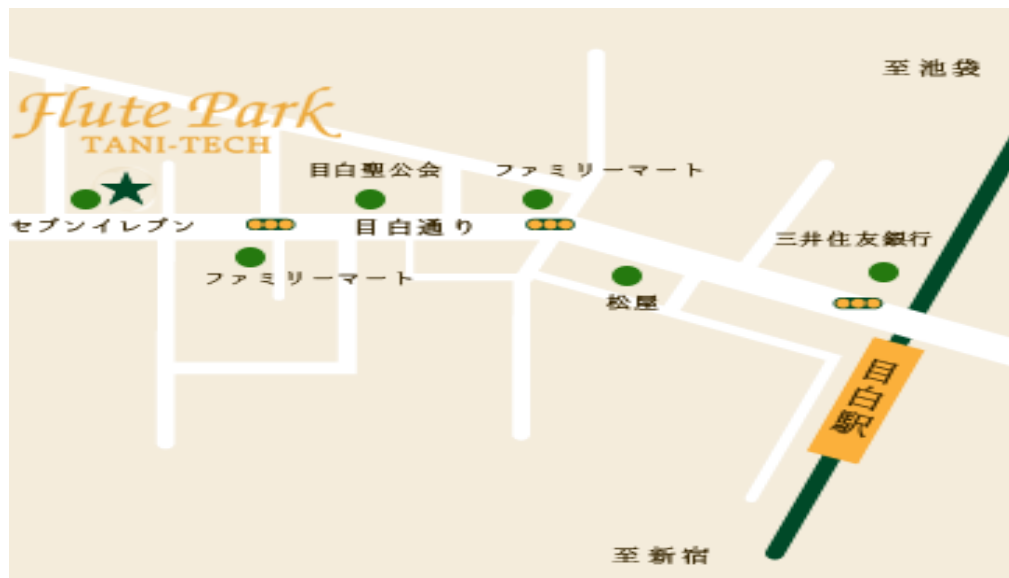 至池袋
Flute Park
TANI-TECH
目白聖公会
ファミリーマート
セブンイレブン
目白通り
三井住友銀行
ファミリーマート
松屋
目白駅
至新宿